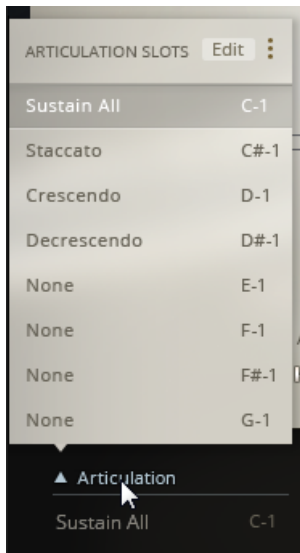 ARTICULATION SLOTS Edit
Sustain All C-1
Staccato C#-1
Crescendo D-1
Decrescendo D#-1
None E-1
None F-1
None F#-1
None G-1
Articulation
Sustain All C-1